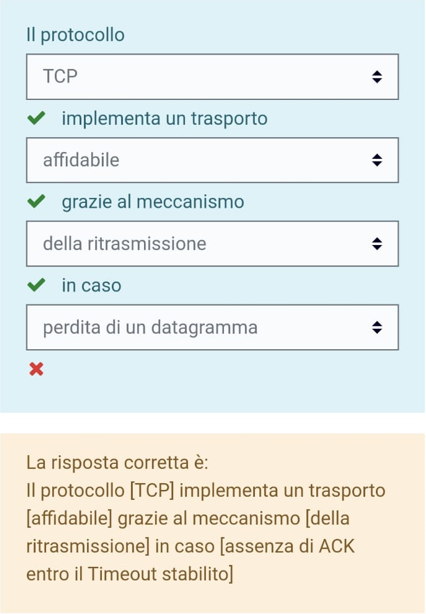 Il protocollo
TCP
implementa un trasporto
affidabile
grazie al meccanismo
della ritrasmissione
in caso
perdita di un datagramma
La risposta corretta è:
Il protocollo [TCP] implementa un trasporto
[affidabile] grazie al meccanismo [della
ritrasmissione] in caso [assenza di ACK
entro il Timeout stabilito]